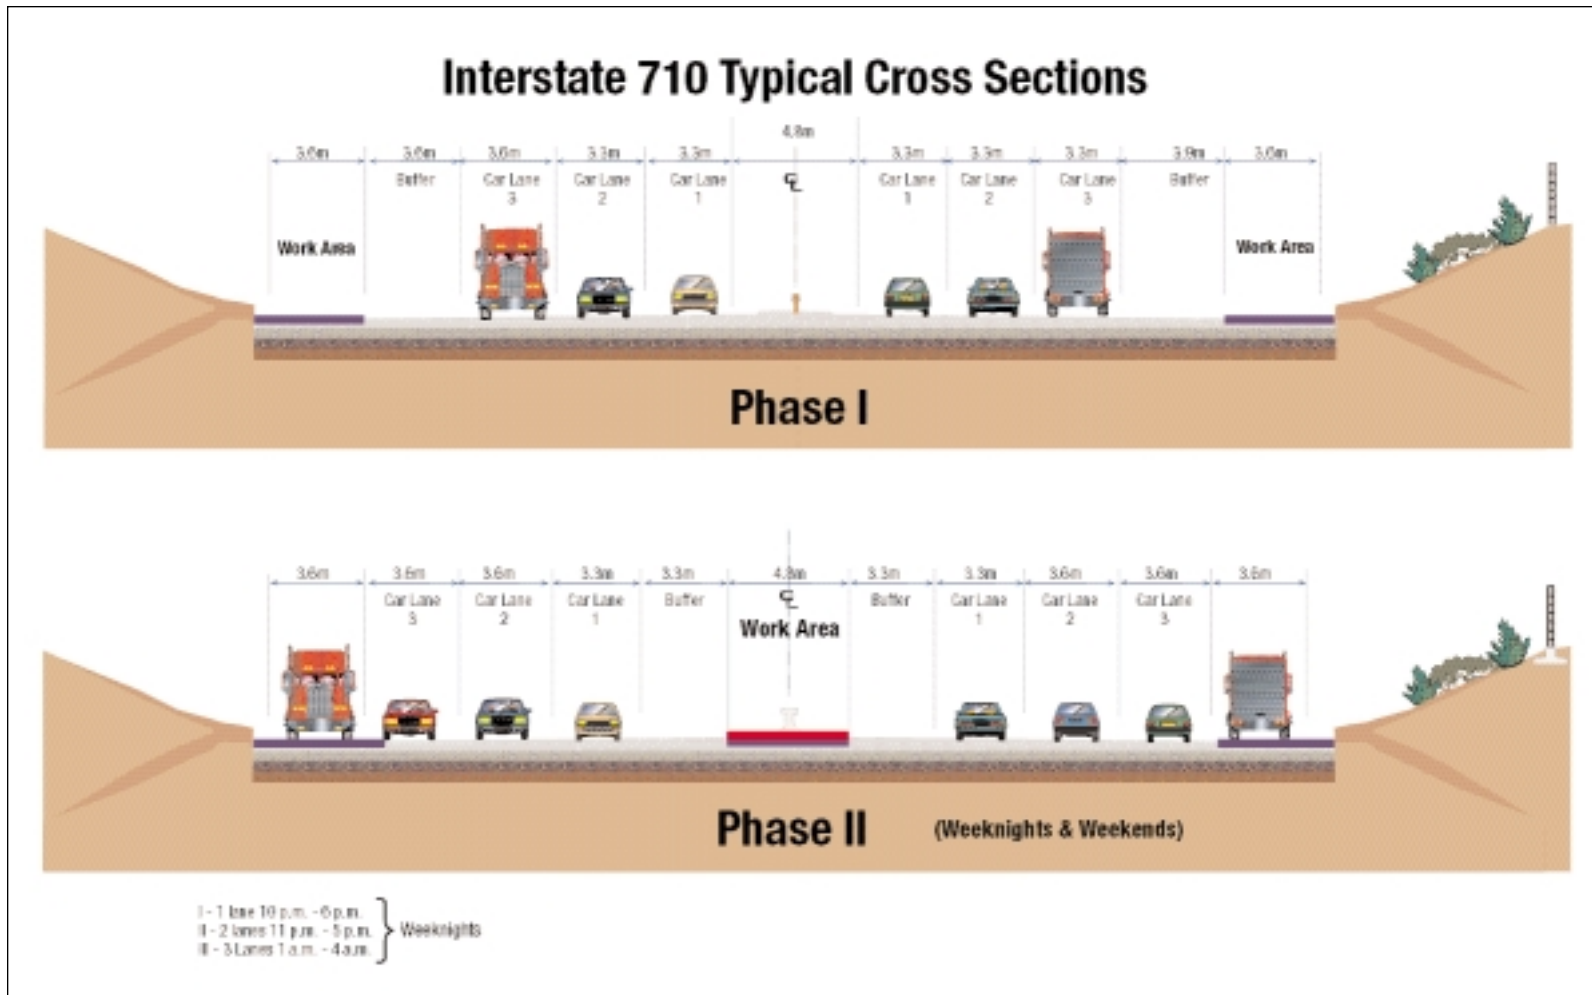 Interstate 710 Typical Cross Sections
4.8m
3.6m 3.6m 3.6m 3.3m 3.3m 3.3m 3.3m 3.3m 3.9m 3.6m
Buffer Car Lane 3 Car Lane 2 Car Lane 1 CL Car Lane 1 Car Lane 2 Car Lane 3 Buffer
Work Area Work Area
Phase I
3.6m 3.6m 3.6m 3.3m 3.3m 4.8m 3.3m 3.3m 3.6m 3.6m 3.6m
Car Lane 3 Car Lane 2 Car Lane 1 Buffer CL Buffer Car Lane 1 Car Lane 2 Car Lane 3
Work Area
Phase II (Weeknights & Weekends)
I - 1 lane 10 p.m. - 6 p.m.
II - 2 lanes 11 p.m. - 5 p.m. Weeknights
III - 3 Lanes 1 a.m. - 4 a.m.